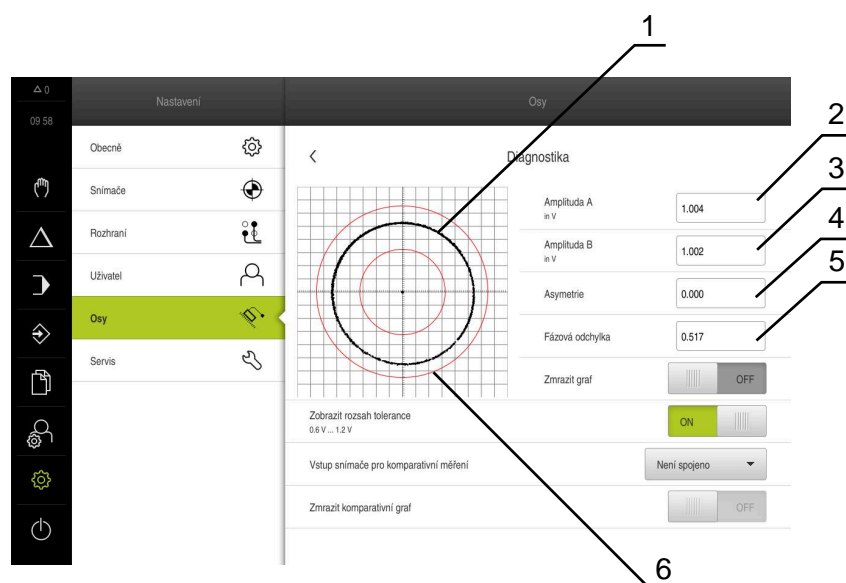 1
△ 0
Nastavení
Osy
09 58
2
Obecné
Diagnostika
3
Snímače
Amplituda A
in V
1.004
4
Rozhraní
Amplituda B
in V
1.002
5
Uživatel
Asymetrie
0.000
Osy
Fázová odchylka
0.517
Servis
Zmrazit graf
OFF
Zobrazit rozsah tolerance
0.6 V ... 1.2 V
ON
Vstup snímače pro komparativní měření
Není spojeno
Zmrazit komparativní graf
OFF
6